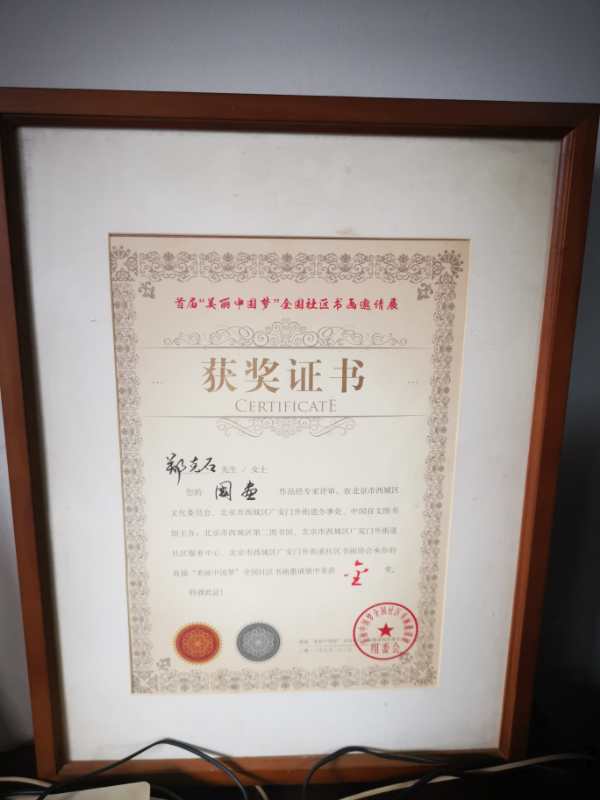 首届“美丽中国梦”全国社区书画邀请展
获奖证书
CERTIFICATE
郑克石 先生 / 女士
您的 国画 作品经专家评审，在北京市西城区
文化委员会、北京市西城区广安门外街道办事处、中国首文图书
馆主办；北京市西城区第二图书馆、北京市西城区广安门外街道
社区服务中心、北京市西城区广安门外街道社区书画协会承办的
首届“美丽中国梦”全国社区书画邀请展中荣获 金 奖。
特颁此证！
组委会